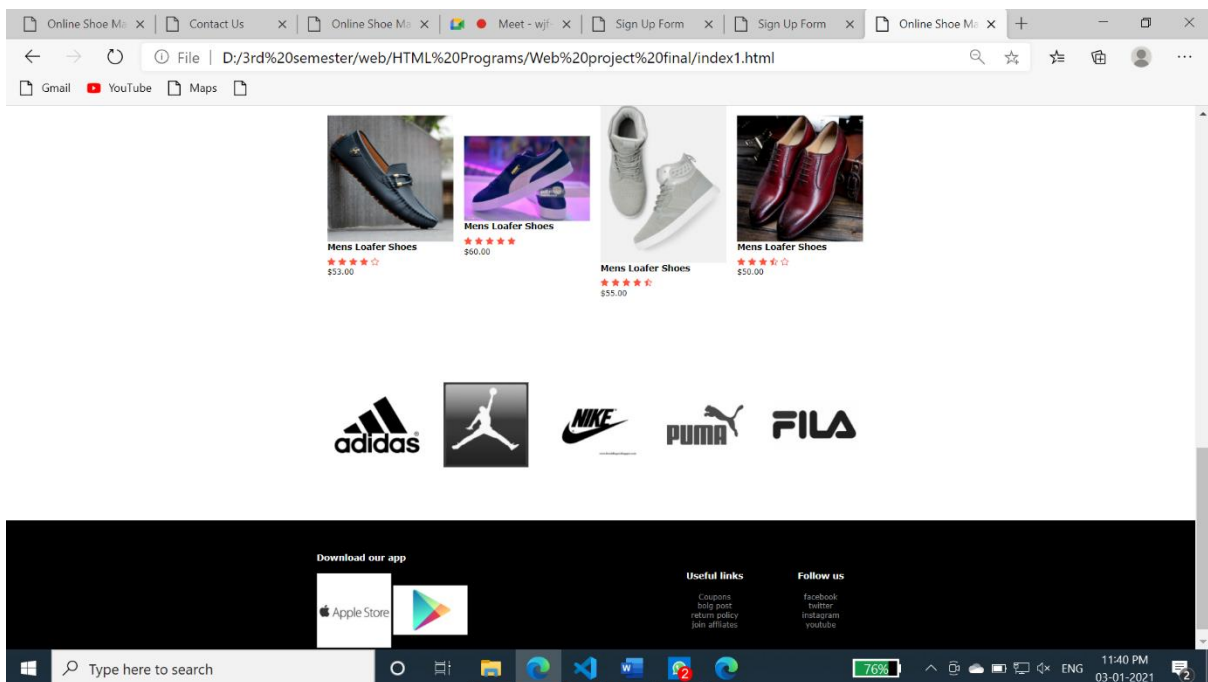 Online Shoe Ma
Contact Us
Online Shoe Ma
Meet - wjf-
Sign Up Form
Sign Up Form
Online Shoe Ma
File | D:/3rd%20semester/web/HTML%20Programs/Web%20project%20final/index1.html
Gmail
YouTube
Maps
Mens Loafer Shoes
$53.00
Mens Loafer Shoes
$60.00
Mens Loafer Shoes
$55.00
Mens Loafer Shoes
$50.00
adidas
NIKE
PUMA
FILA
Download our app
Apple Store
Useful links
Coupons
bolg post
return policy
join affliates
Follow us
facebook
twitter
instagram
youtube
Type here to search
2
76%
ENG
11:40 PM
03-01-2021
2